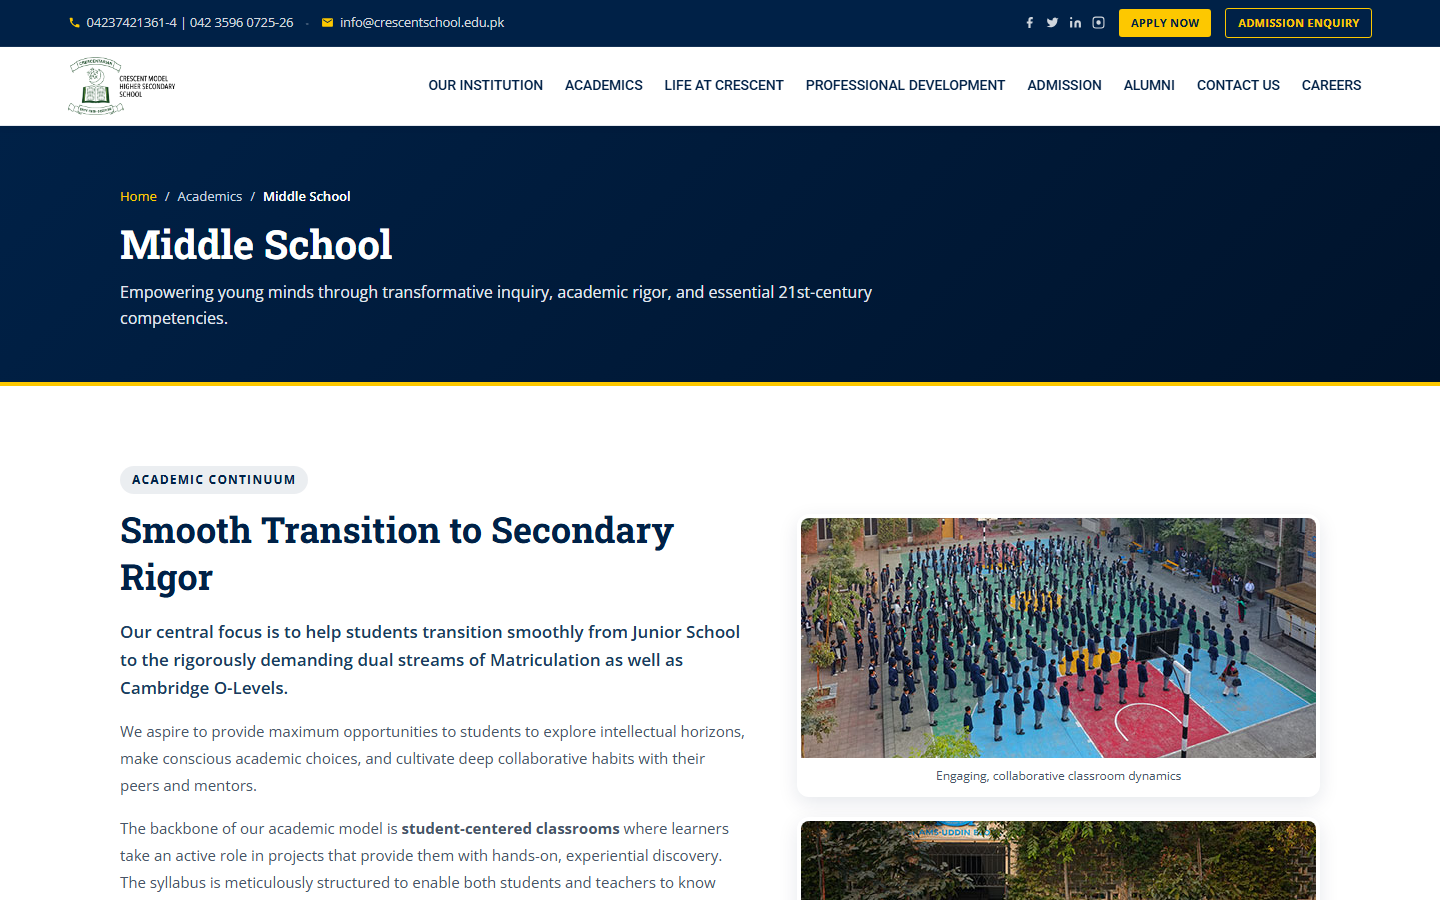 04237421361-4 | 042 3596 0725-26
info@crescentschool.edu.pk
APPLY NOW
ADMISSION ENQUIRY
CRESCENT MODEL
HIGHER SECONDARY
SCHOOL
OUR INSTITUTION
ACADEMICS
LIFE AT CRESCENT
PROFESSIONAL DEVELOPMENT
ADMISSION
ALUMNI
CONTACT US
CAREERS
Home / Academics / Middle School
Middle School
Empowering young minds through transformative inquiry, academic rigor, and essential 21st-century
competencies.
ACADEMIC CONTINUUM
Smooth Transition to Secondary
Rigor
Our central focus is to help students transition smoothly from Junior School
to the rigorously demanding dual streams of Matriculation as well as
Cambridge O-Levels.
We aspire to provide maximum opportunities to students to explore intellectual horizons,
make conscious academic choices, and cultivate deep collaborative habits with their
peers and mentors.
The backbone of our academic model is student-centered classrooms where learners
take an active role in projects that provide them with hands-on, experiential discovery.
The syllabus is meticulously structured to enable both students and teachers to know
Engaging, collaborative classroom dynamics